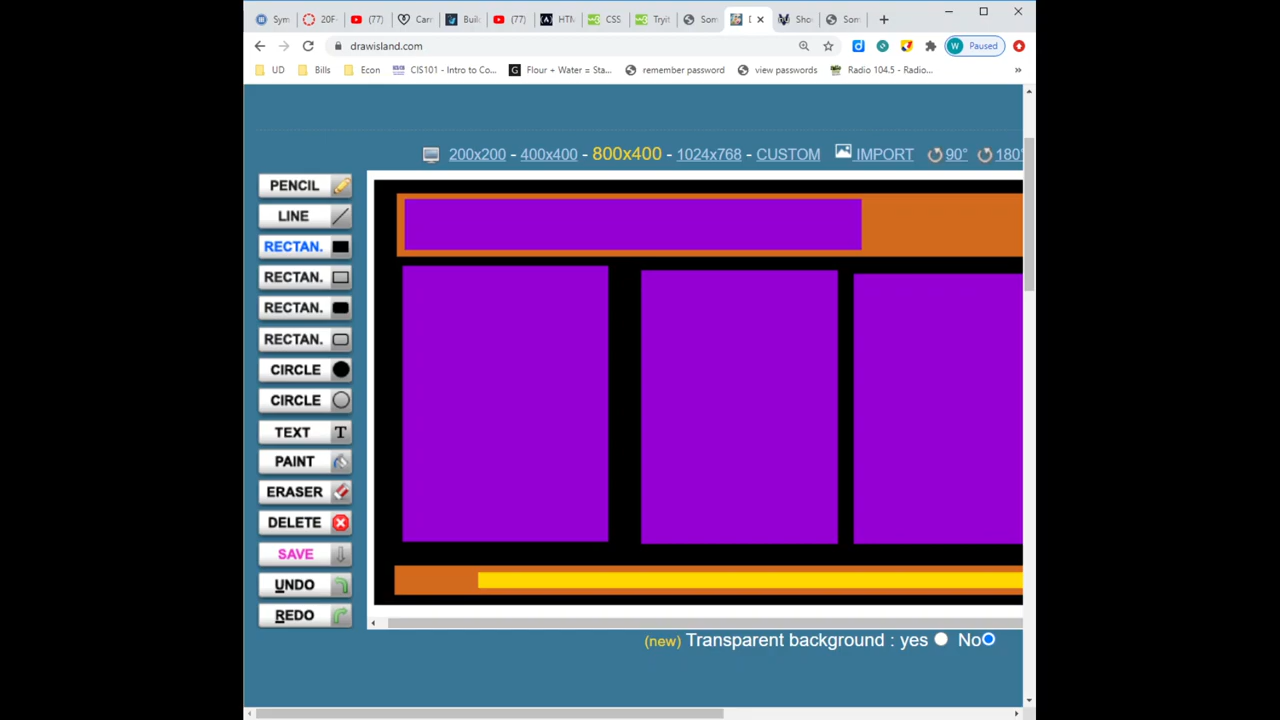 Sym
20F
(77)
Carr
Buil
(77)
HTM
CSS
Tryit
Som
Sho
Som
drawisland.com
W Paused
UD
Bills
Econ
CIS101 - Intro to Co...
G Flour + Water = Sta...
remember password
view passwords
Radio 104.5 - Radio...
»
200x200 - 400x400 - 800x400 - 1024x768 - CUSTOM IMPORT 90° 180°
PENCIL
LINE
RECTAN.
RECTAN.
RECTAN.
RECTAN.
CIRCLE
CIRCLE
TEXT T
PAINT
ERASER
DELETE
SAVE
UNDO
REDO
(new) Transparent background : yes No